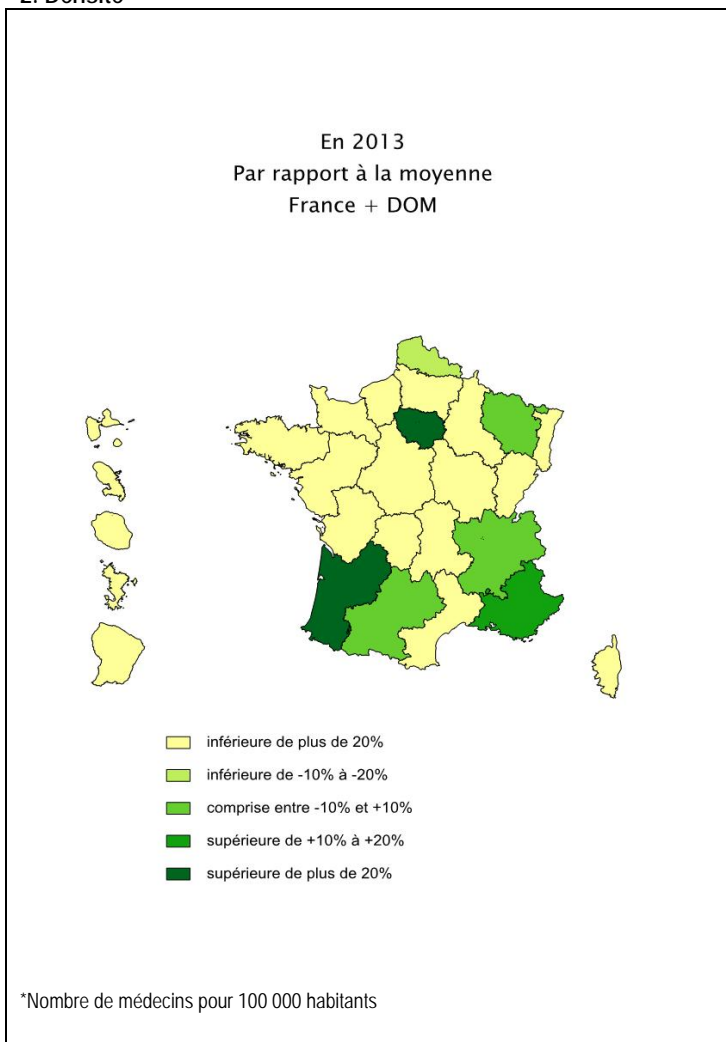 2. Densité
En 2013
Par rapport à la moyenne
France + DOM
inférieure de plus de 20%
inférieure de -10% à -20%
comprise entre -10% et +10%
supérieure de +10% à +20%
supérieure de plus de 20%
*Nombre de médecins pour 100 000 habitants